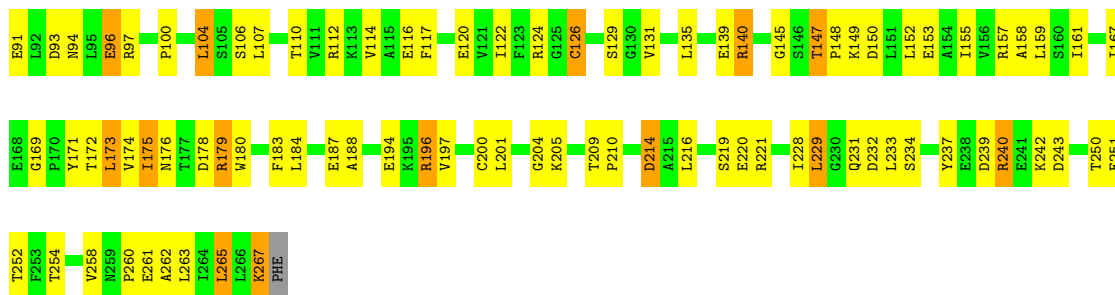 E91 L92 D93 N94 L95 E96 R97 P100 L104 S105 S106 L107 T110 V111 R112 K113 V114 A115 E116 F117 E120 V121 I122 F123 R124 G125 C126 S129 G130 V131 L135 E139 R140 G145 S146 T147 P148 K149 D150 L151 L152 E153 A154 I155 V156 R157 A158 L159 S160 I161
E168 G169 P170 Y171 T172 L173 V174 I175 N176 T177 D178 R179 W180 F183 L184 E187 A188 E194 K195 R196 V197 C200 L201 G204 K205 T209 P210 D214 A215 L216 S219 E220 R221 I228 L229 G230 Q231 D232 L233 S234 Y237 E238 D239 R240 E241 K242 D243 T250
T252 F253 T254 V258 N259 P260 E261 A262 L263 I264 L265 L266 K267 PHE